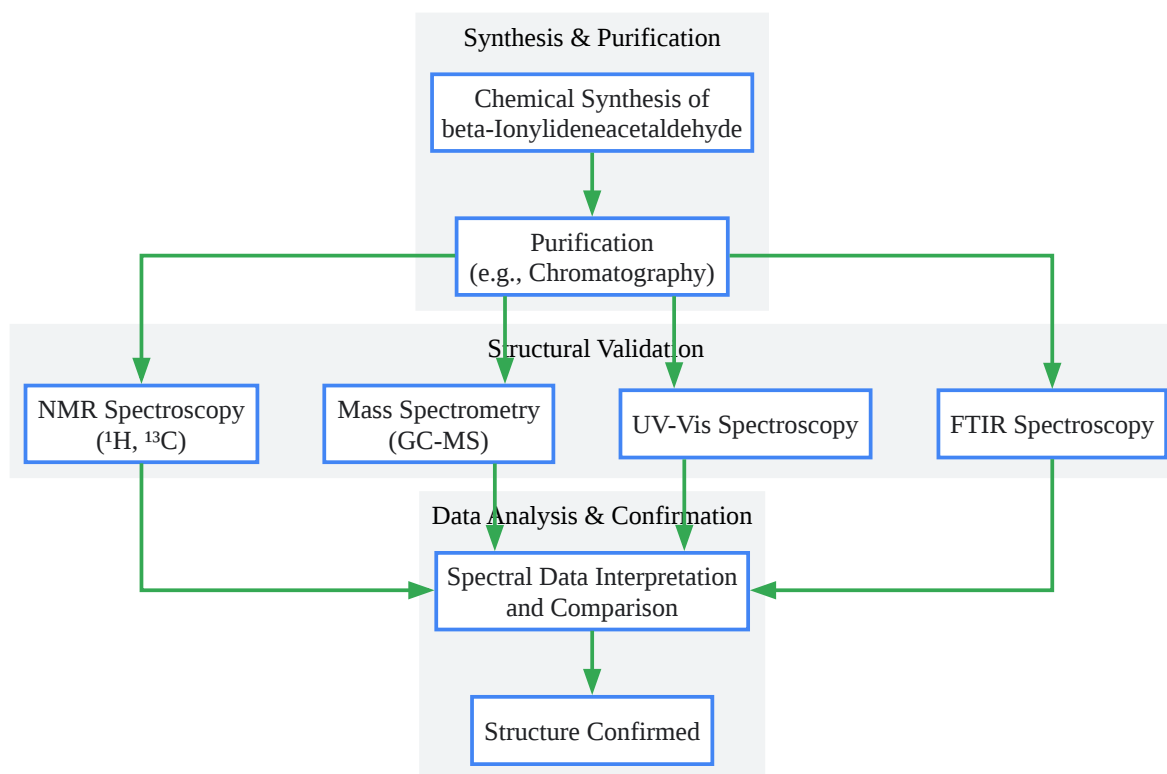 Synthesis & Purification
Chemical Synthesis of
beta-Ionylideneacetaldehyde
Purification
(e.g., Chromatography)
Structural Validation
NMR Spectroscopy
(¹H, ¹³C)
Mass Spectrometry
(GC-MS)
UV-Vis Spectroscopy
FTIR Spectroscopy
Data Analysis & Confirmation
Spectral Data Interpretation
and Comparison
Structure Confirmed